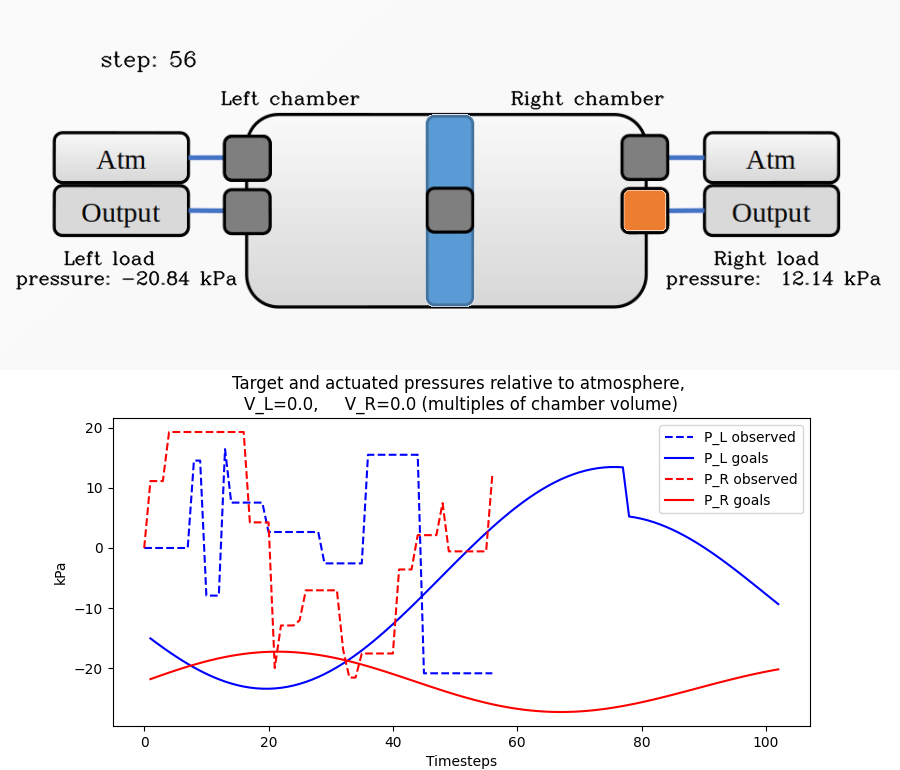 step: 56
Left chamber
Right chamber
Atm
Atm
Output
Output
Left load
pressure: −20.84 kPa
Right load
pressure: 12.14 kPa
Target and actuated pressures relative to atmosphere,
V_L=0.0, V_R=0.0 (multiples of chamber volume)
20
10
0
−10
−20
kPa
P_L observed
P_L goals
P_R observed
P_R goals
0 20 40 60 80 100
Timesteps